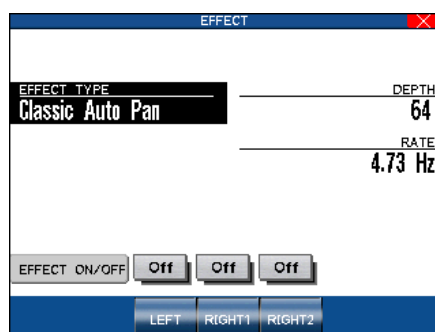 EFFECT
EFFECT TYPE
Classic Auto Pan
DEPTH
64
RATE
4.73 Hz
EFFECT ON/OFF Off Off Off
LEFT RIGHT1 RIGHT2